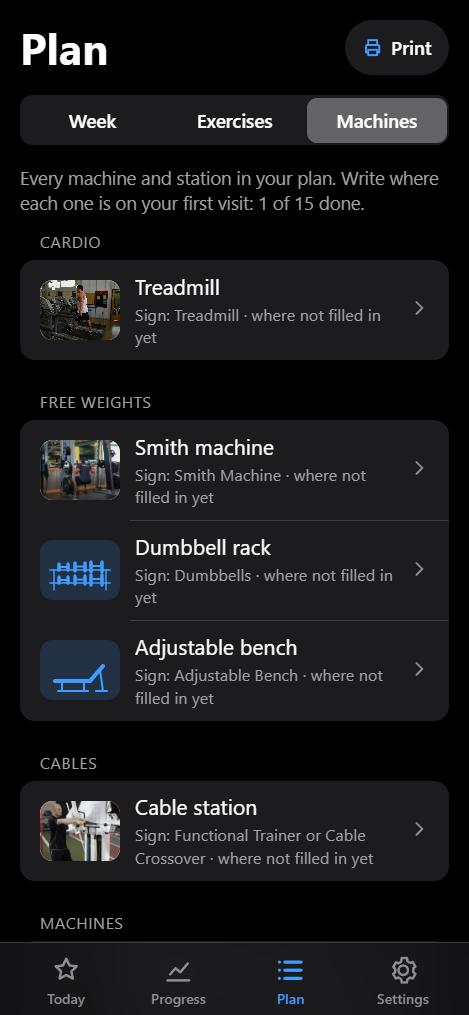 Plan
Print
Week
Exercises
Machines
Every machine and station in your plan. Write where
each one is on your first visit: 1 of 15 done.
CARDIO
Treadmill
Sign: Treadmill · where not filled in
yet
FREE WEIGHTS
Smith machine
Sign: Smith Machine · where not
filled in yet
Dumbbell rack
Sign: Dumbbells · where not filled in
yet
Adjustable bench
Sign: Adjustable Bench · where not
filled in yet
CABLES
Cable station
Sign: Functional Trainer or Cable
Crossover · where not filled in yet
MACHINES
Today
Progress
Plan
Settings